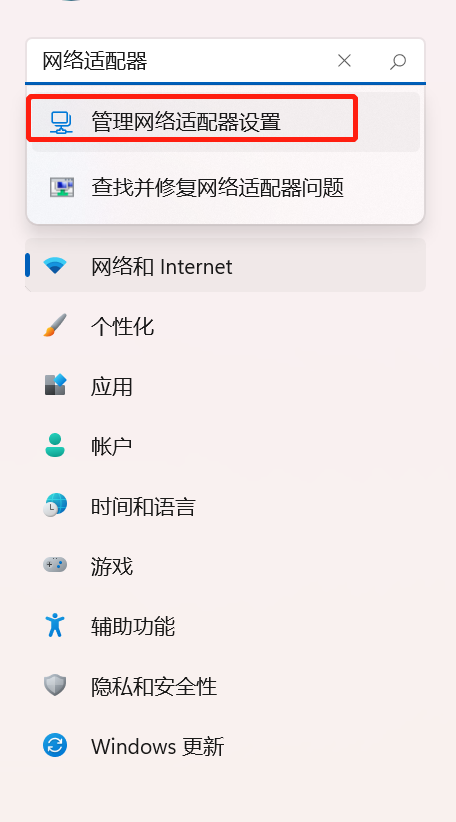 网络适配器
管理网络适配器设置
查找并修复网络适配器问题
网络和 Internet
个性化
应用
帐户
时间和语言
游戏
辅助功能
隐私和安全性
Windows 更新